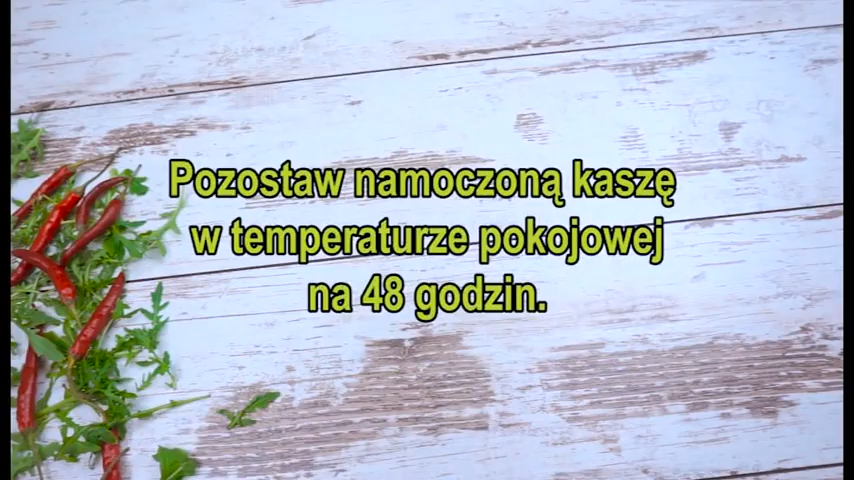 Pozostaw namoczoną kaszę
w temperaturze pokojowej
na 48 godzin.